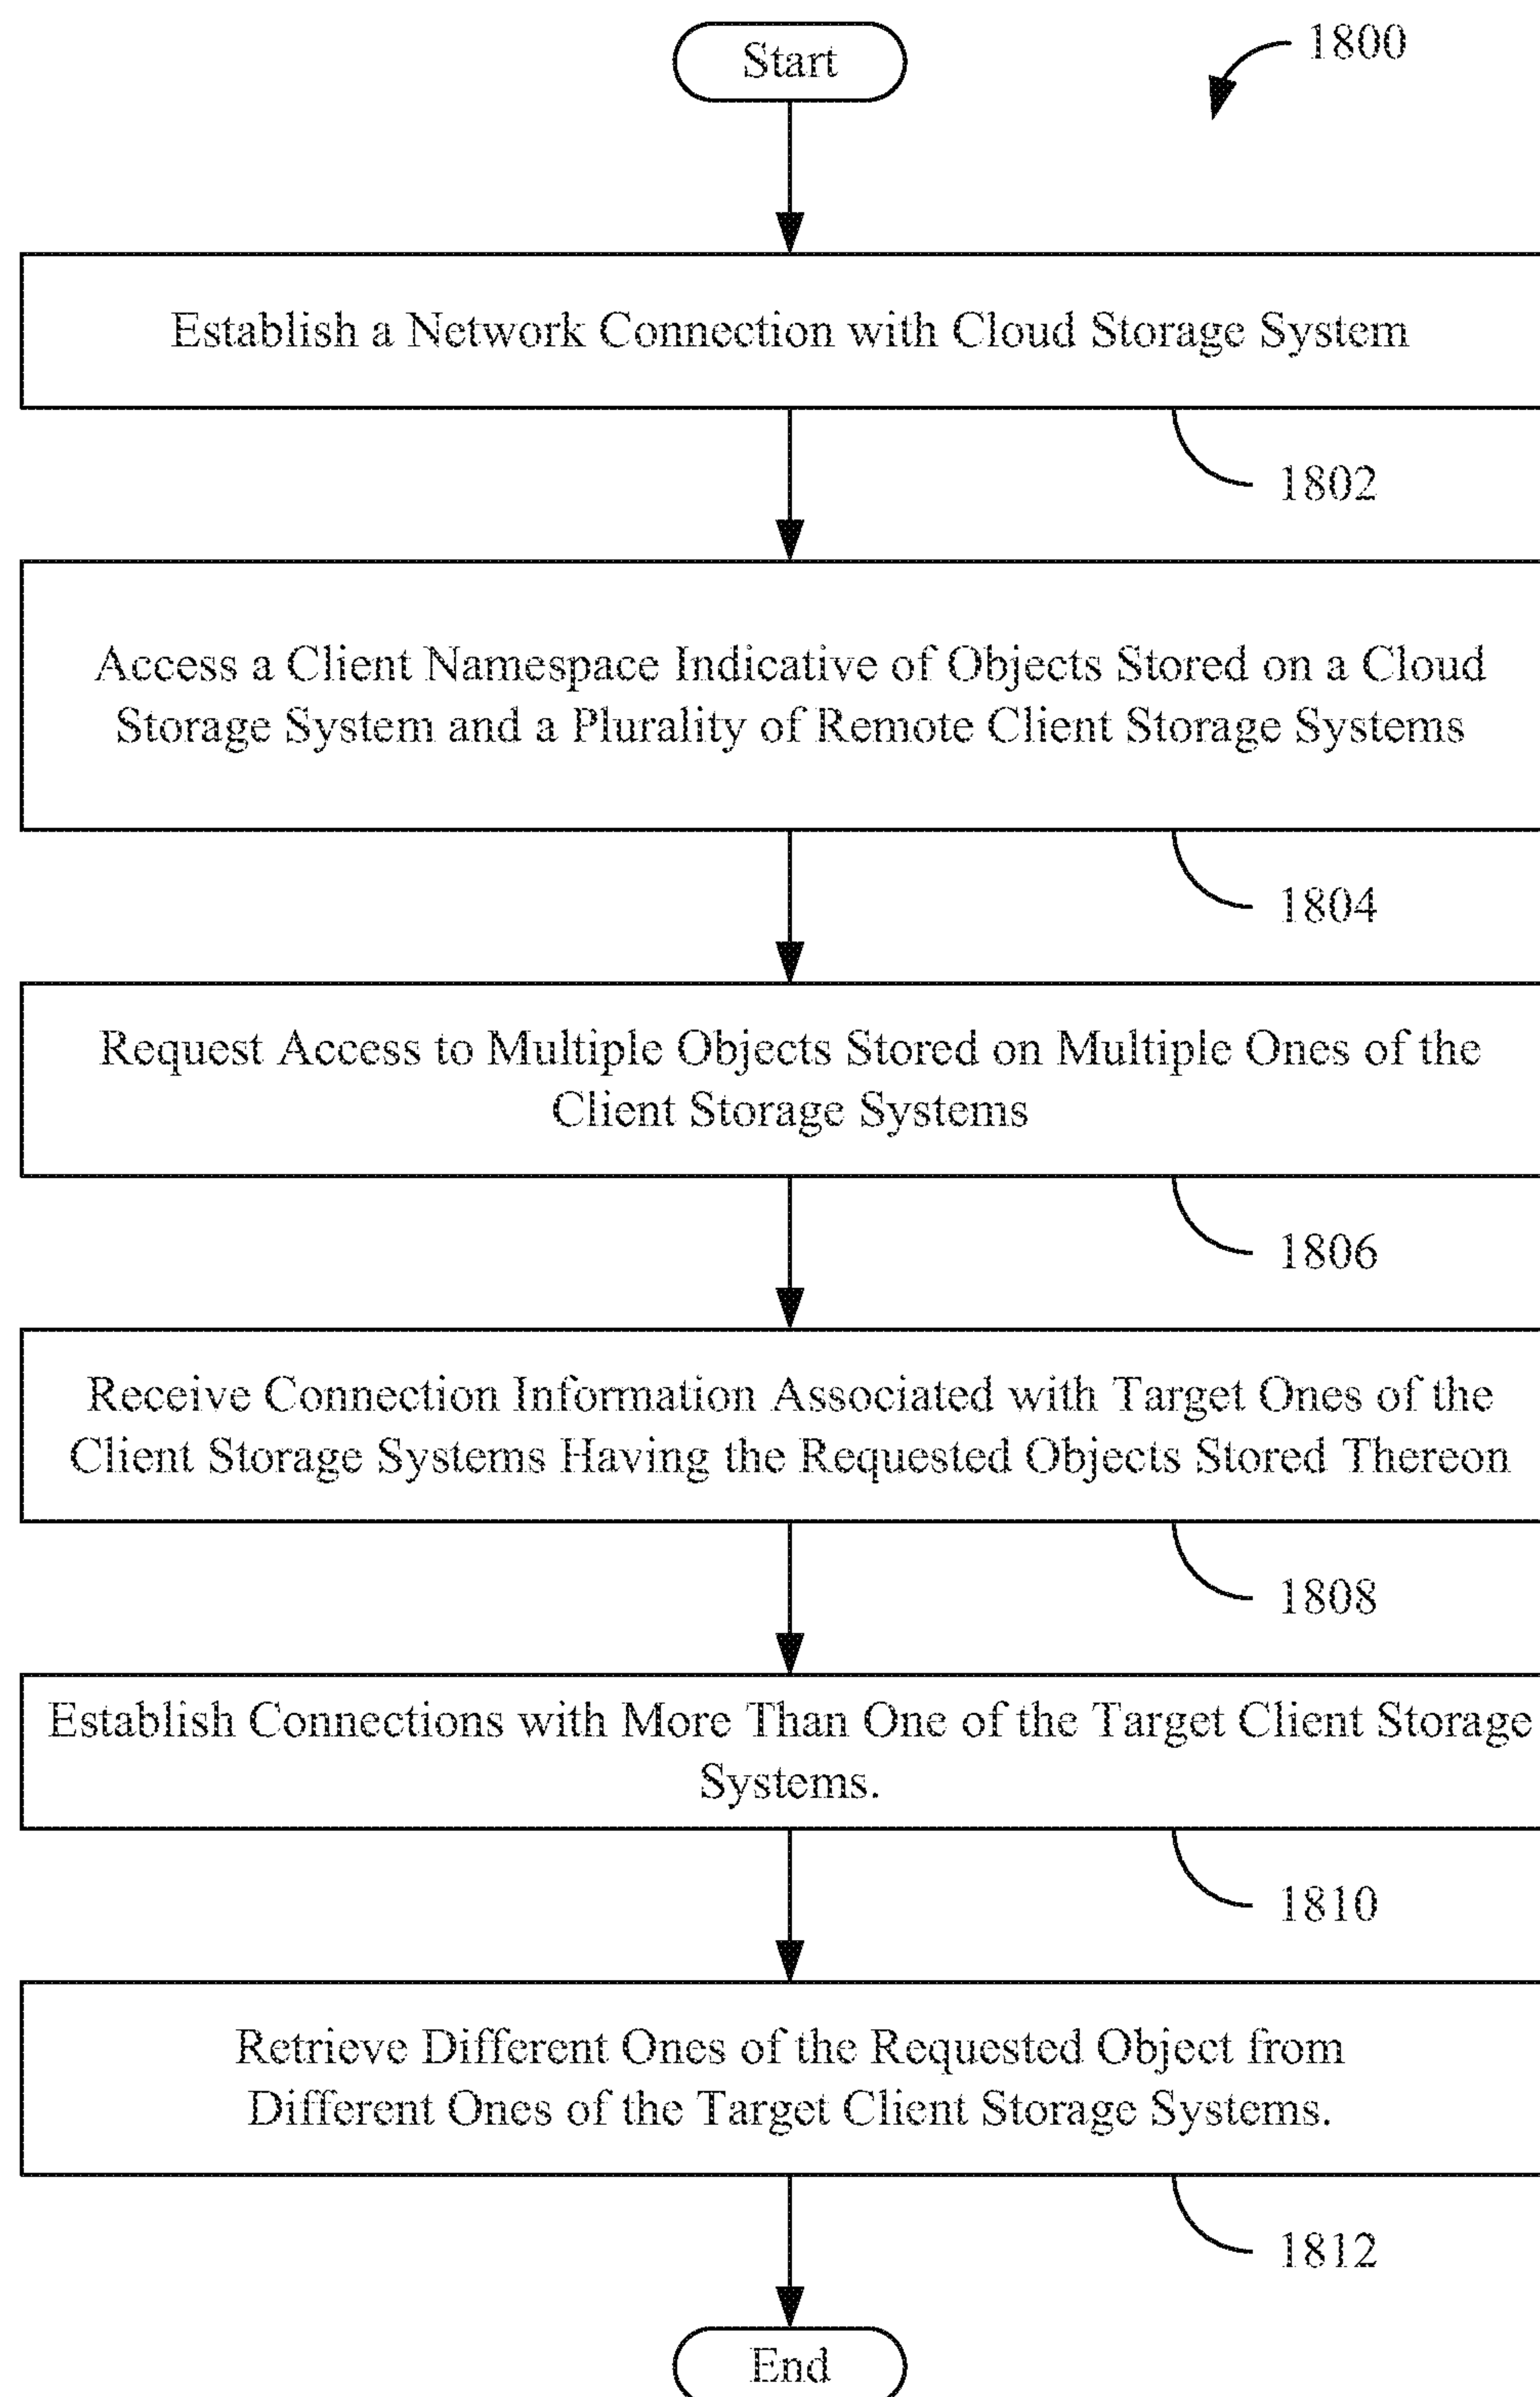 Start
1800
Establish a Network Connection with Cloud Storage System
1802
Access a Client Namespace Indicative of Objects Stored on a Cloud
Storage System and a Plurality of Remote Client Storage Systems
1804
Request Access to Multiple Objects Stored on Multiple Ones of the
Client Storage Systems
1806
Receive Connection Information Associated with Target Ones of the
Client Storage Systems Having the Requested Objects Stored Thereon
1808
Establish Connections with More Than One of the Target Client Storage
Systems.
1810
Retrieve Different Ones of the Requested Object from
Different Ones of the Target Client Storage Systems.
1812
End